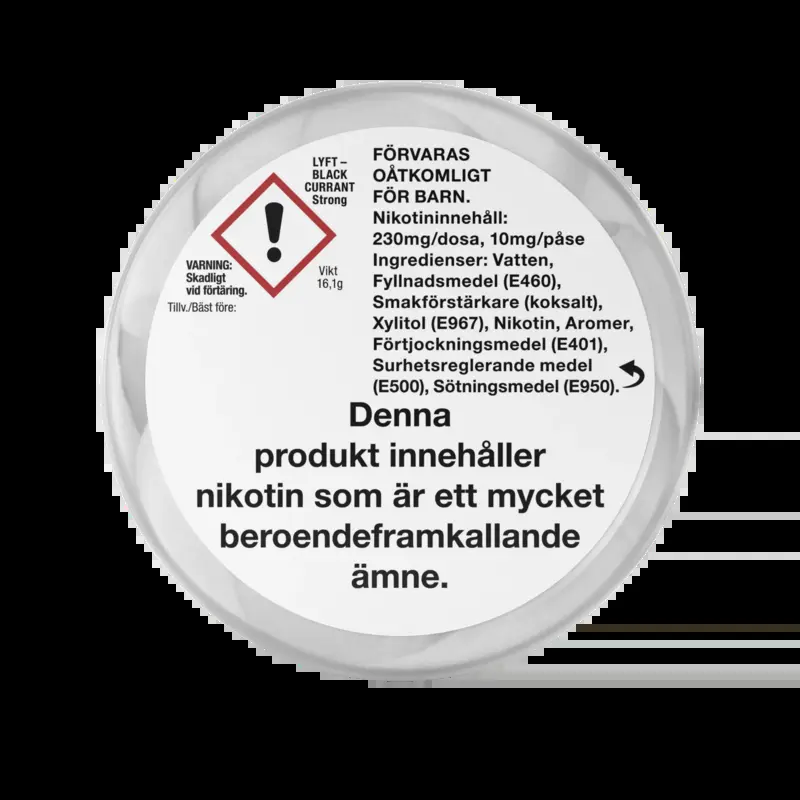 LYFT –
BLACK
CURRANT
Strong
VARNING:
Skadligt
vid förtäring.
Vikt
16,1g
Tillv./Bäst före:
FÖRVARAS
OÅTKOMLIGT
FÖR BARN.
Nikotininnehåll:
230mg/dosa, 10mg/påse
Ingredienser: Vatten,
Fyllnadsmedel (E460),
Smakförstärkare (koksalt),
Xylitol (E967), Nikotin, Aromer,
Förtjockningsmedel (E401),
Surhetsreglerande medel
(E500), Sötningsmedel (E950).
Denna
produkt innehåller
nikotin som är ett mycket
beroendeframkallande
ämne.